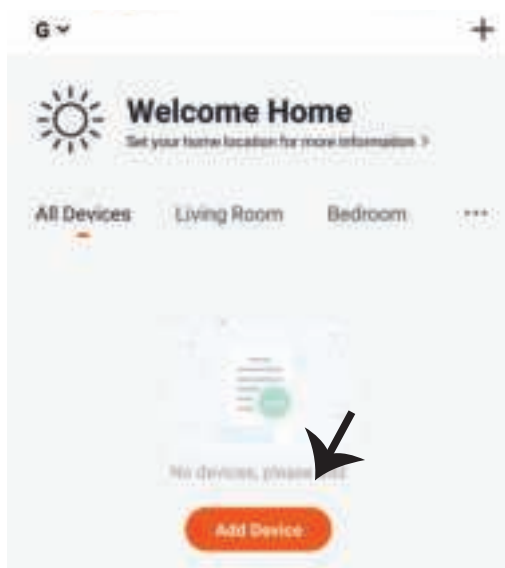 G
Welcome Home
Set your home location for more information >
All Devices Living Room Bedroom ...
No devices, please
Add Device